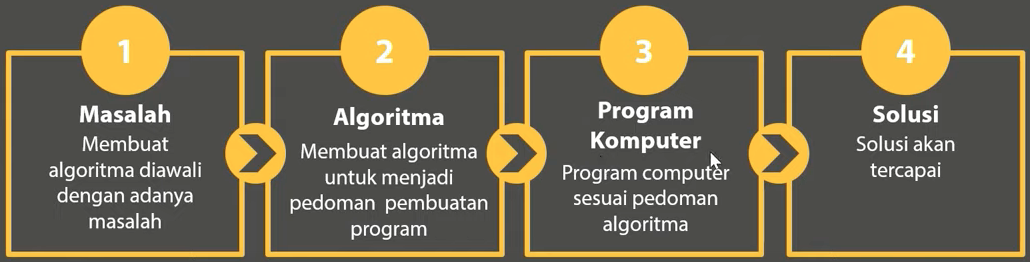 1
Masalah
Membuat
algoritma diawali
dengan adanya
masalah
2
Algoritma
Membuat algoritma
untuk menjadi
pedoman pembuatan
program
3
Program
Komputer
Program computer
sesuai pedoman
algoritma
4
Solusi
Solusi akan
tercapai